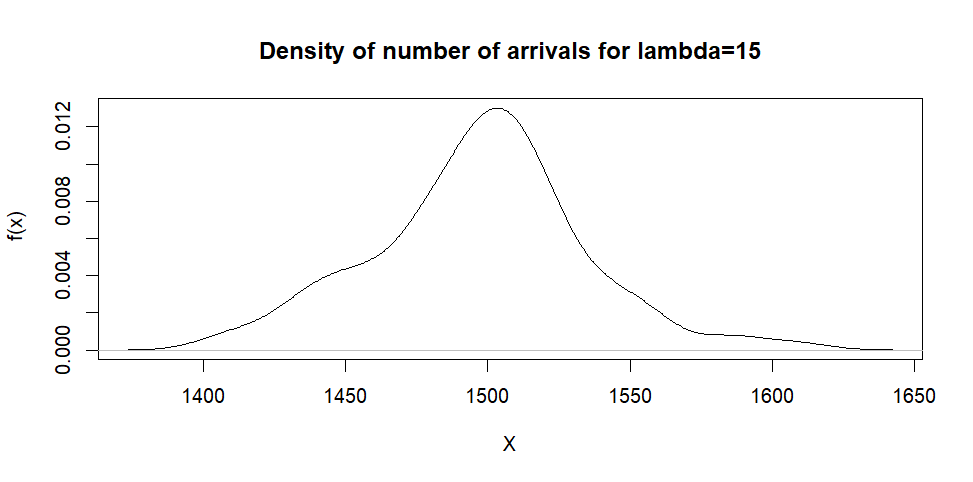 Density of number of arrivals for lambda=15
f(x)
0.012
0.008
0.004
0.000
1400 1450 1500 1550 1600 1650
X